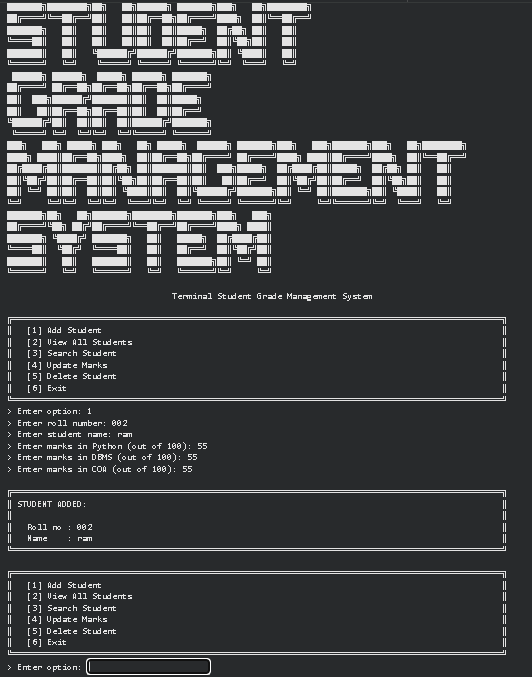 STUDENT
GRADE
MANAGEMENT
SYSTEM
Terminal Student Grade Management System
[1] Add Student
[2] View All Students
[3] Search Student
[4] Update Marks
[5] Delete Student
[6] Exit
> Enter option: 1
> Enter roll number: 002
> Enter student name: ram
> Enter marks in Python (out of 100): 55
> Enter marks in DBMS (out of 100): 55
> Enter marks in COA (out of 100): 55
STUDENT ADDED:
Roll no : 002
Name : ram
[1] Add Student
[2] View All Students
[3] Search Student
[4] Update Marks
[5] Delete Student
[6] Exit
> Enter option: